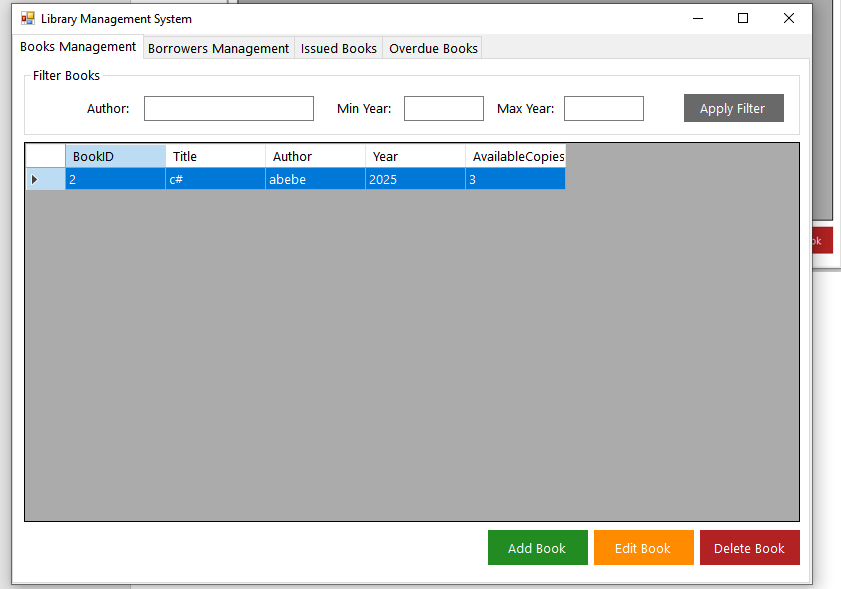 Library Management System
Books Management Borrowers Management Issued Books Overdue Books
Filter Books
Author: Min Year: Max Year: Apply Filter
BookID Title Author Year AvailableCopies
2 c# abebe 2025 3
ok
Add Book Edit Book Delete Book